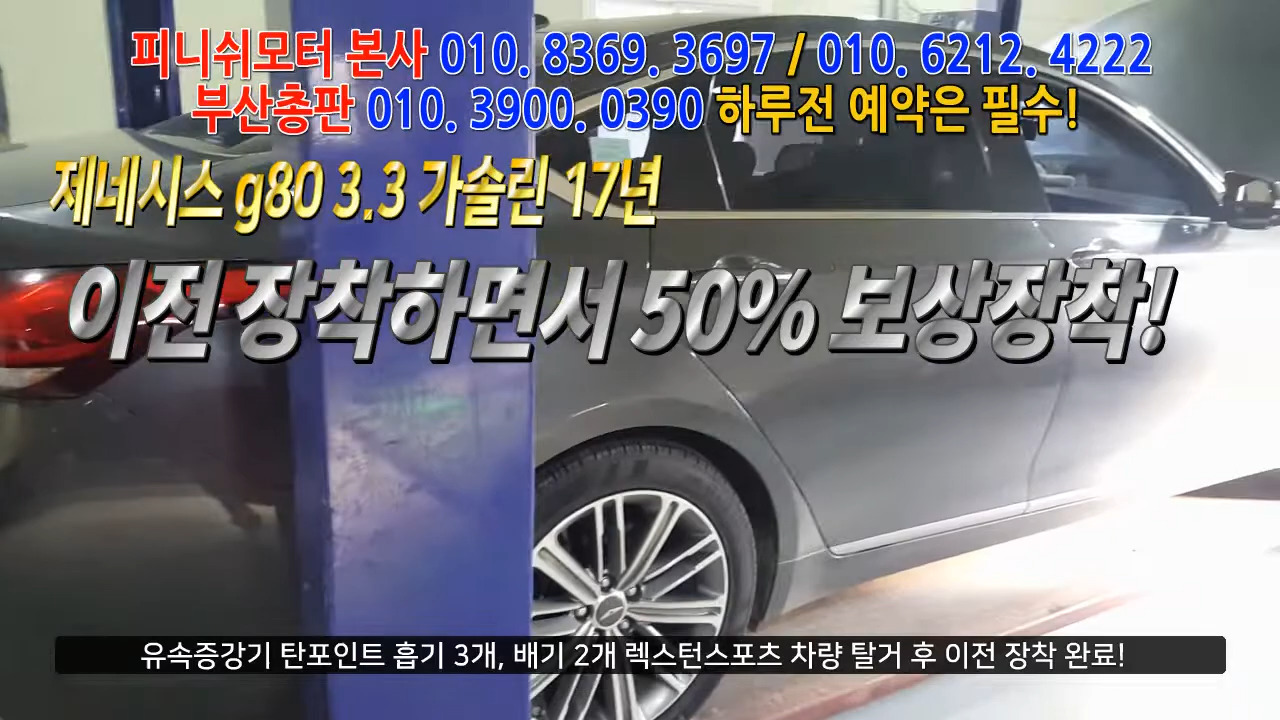 피니쉬모터 본사 010. 8369. 3697 / 010. 6212. 4222
부산총판 010. 3900. 0390 하루전 예약은 필수!
제네시스 g80 3.3 가솔린 17년
이전 장착하면서 50% 보상장착!
유속증강기 탄포인트 흡기 3개, 배기 2개 렉스턴스포츠 차량 탈거 후 이전 장착 완료!